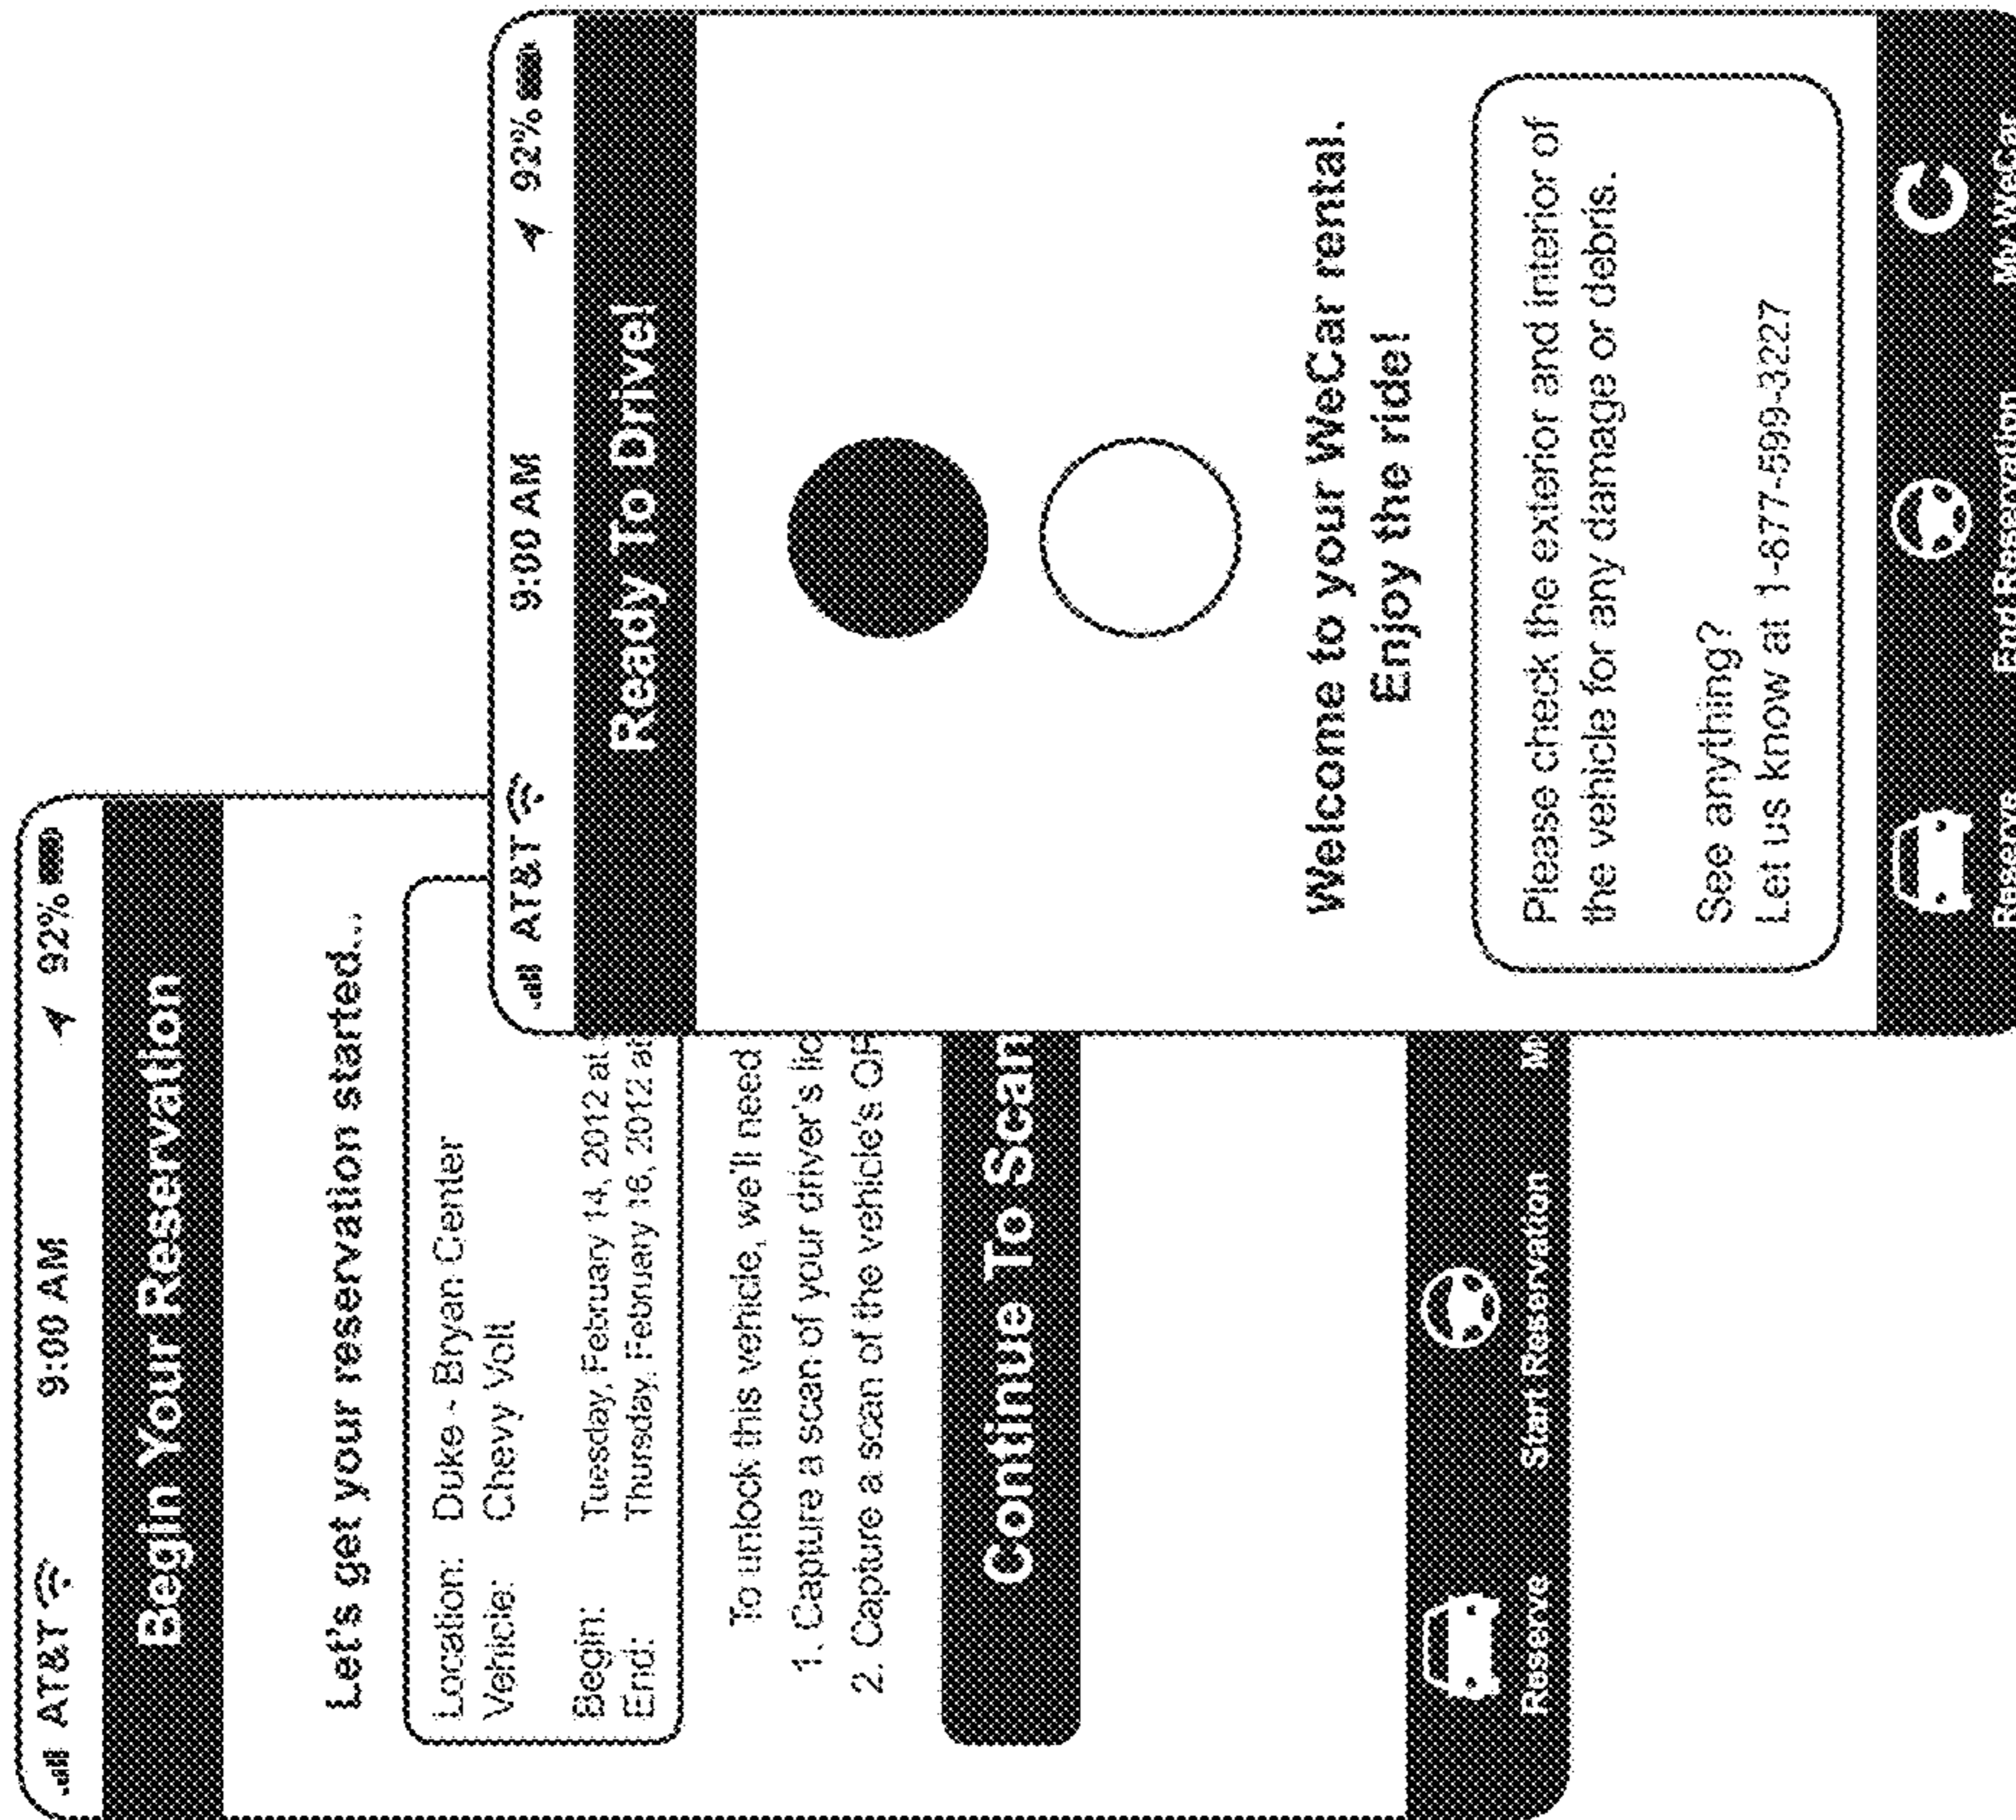 AT&T 9:00 AM 92%
Begin Your Reservation
Let's get your reservation started...
Location: Duke - Bryan Center
Vehicle: Chevy Volt
Begin: Tuesday, February 14, 2012 at
End: Thursday, February 16, 2012 at
To unlock this vehicle, we'll need
1. Capture a scan of your driver's lic
2. Capture a scan of the vehicle's QR
Continue To Scan
Reserve Start Reservation M
AT&T 9:00 AM 92%
Ready To Drive!
Welcome to your WeCar rental.
Enjoy the ride!
Please check the exterior and interior of
the vehicle for any damage or debris.
See anything?
Let us know at 1-877-599-3227
Reserve End Reservation My WeCar